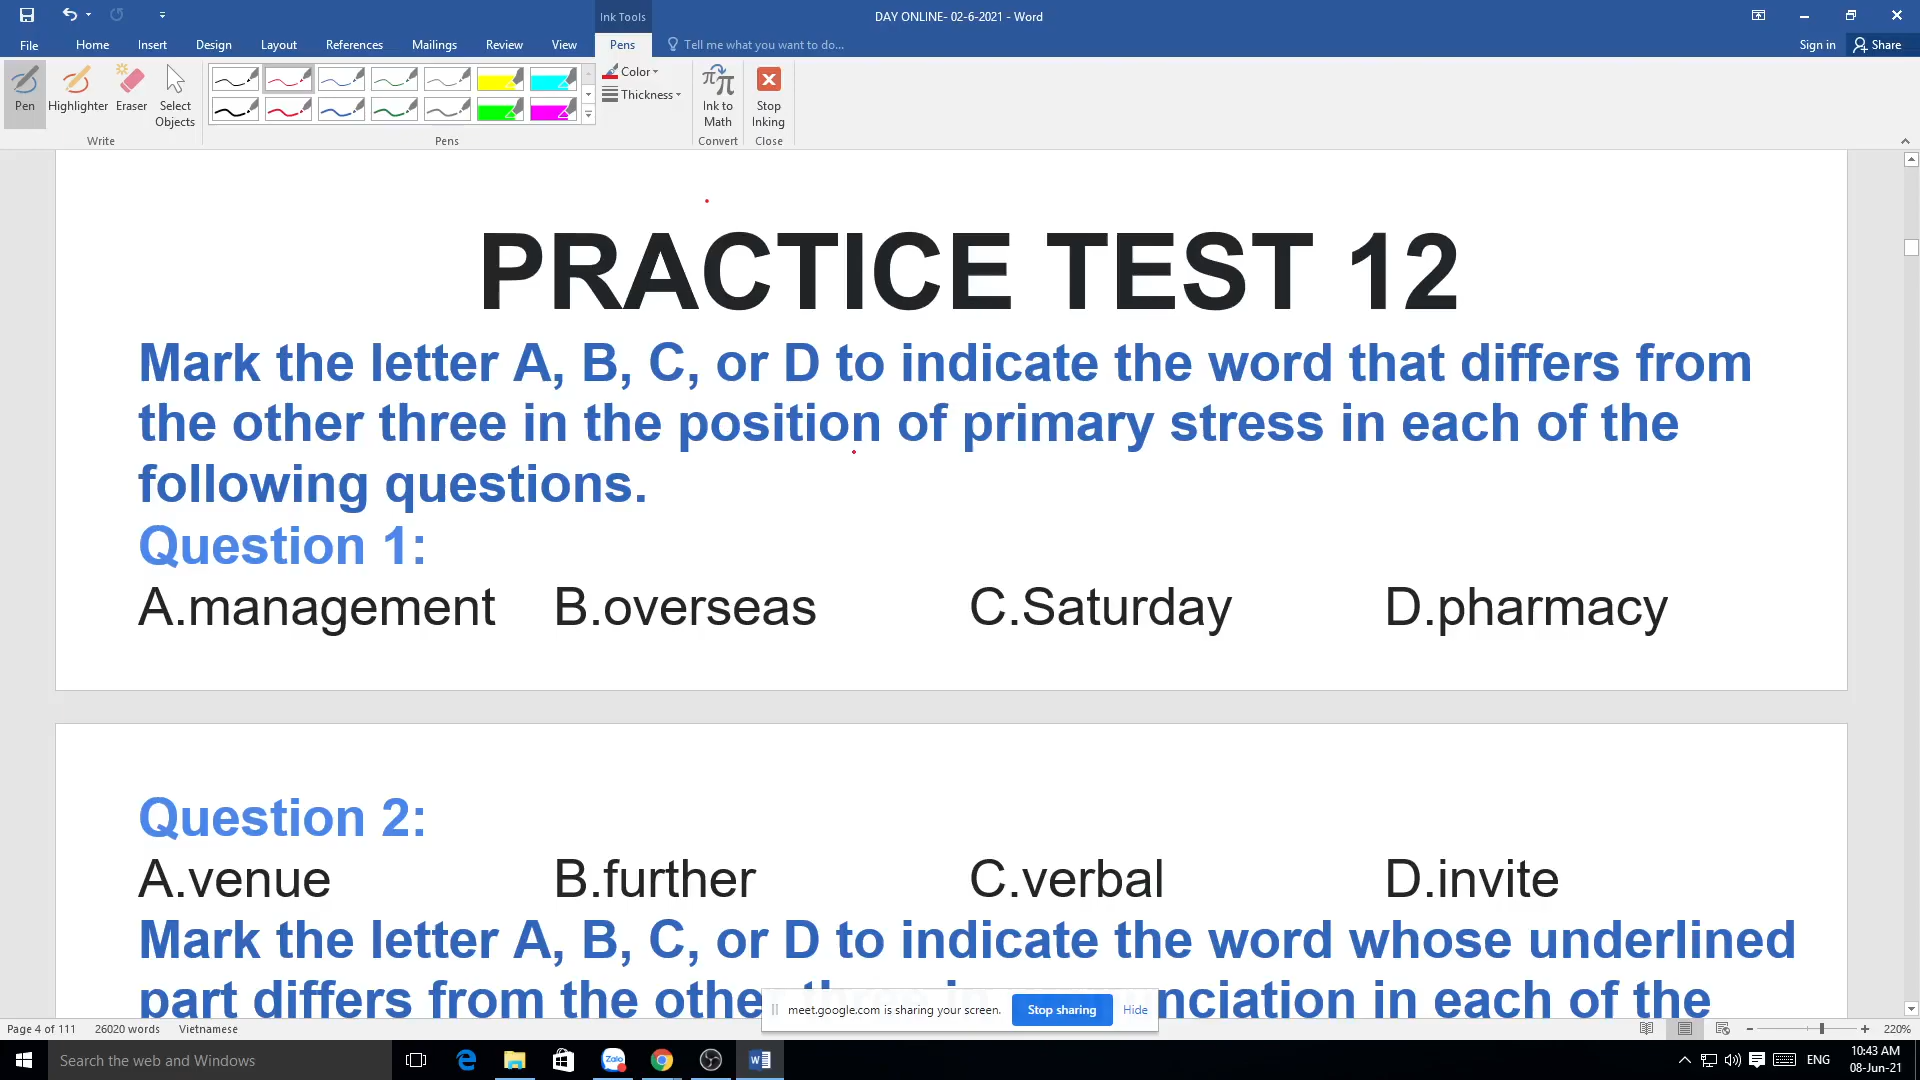 Ink Tools
DAY ONLINE- 02-6-2021 - Word
File Home Insert Design Layout References Mailings Review View Pens Tell me what you want to do... Sign in Share
Pen Highlighter Eraser Select Objects
Color
Thickness
Ink to Math
Stop Inking
Write Pens Convert Close
PRACTICE TEST 12
Mark the letter A, B, C, or D to indicate the word that differs from
the other three in the position of primary stress in each of the
following questions.
Question 1:
A.management B.overseas C.Saturday D.pharmacy
Question 2:
A.venue B.further C.verbal D.invite
Mark the letter A, B, C, or D to indicate the word whose underlined
part differs from the other three in pronunciation in each of the
meet.google.com is sharing your screen. Stop sharing Hide
Page 4 of 111 26020 words Vietnamese 220%
Search the web and Windows Zalo ENG 10:43 AM
08-Jun-21